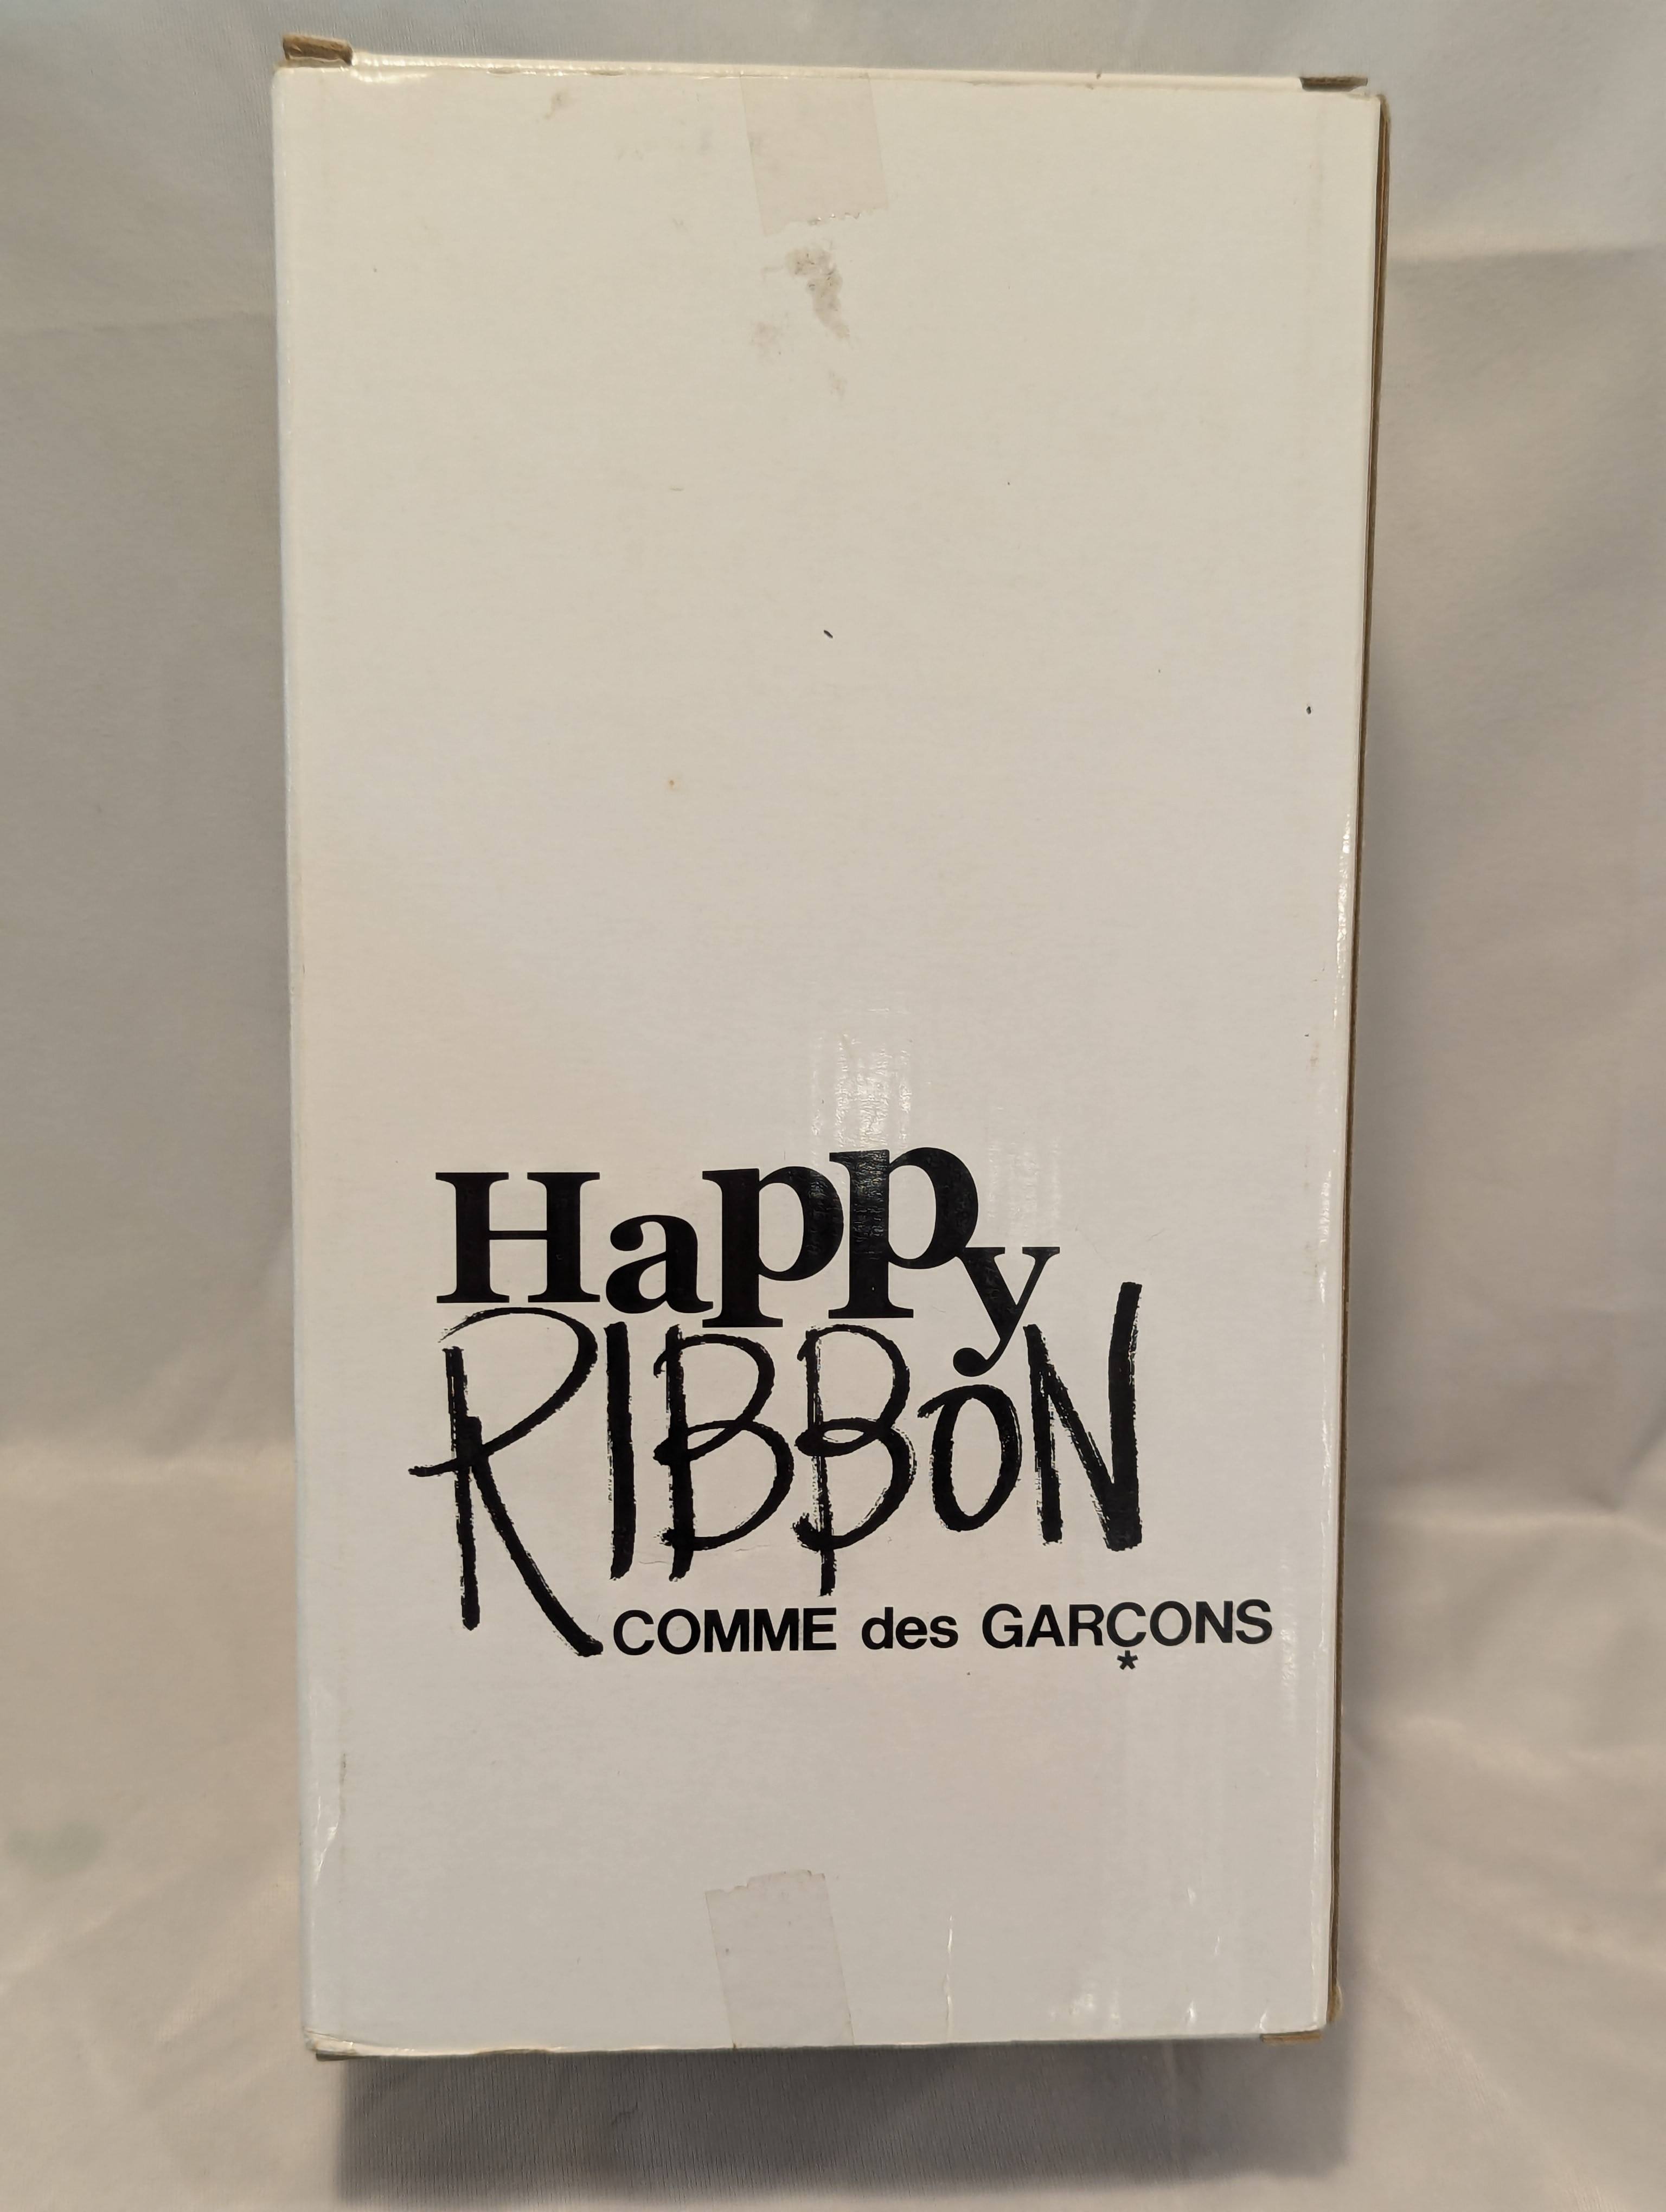 Happy
RIBBON
COMME des GARÇONS
*